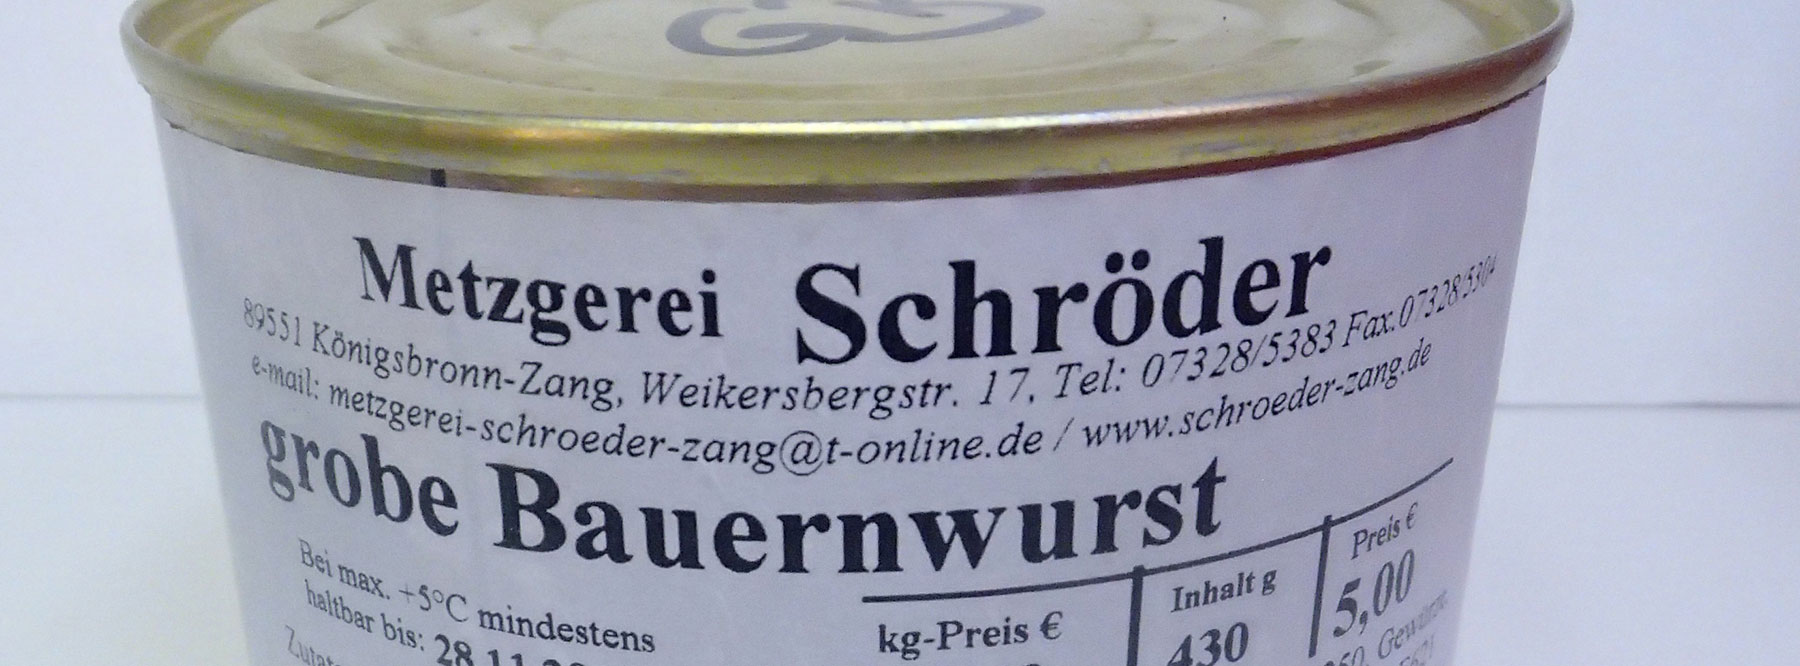 Metzgerei Schröder
89551 Königsbronn-Zang, Weikersbergstr. 17, Tel: 07328/5383 Fax.07328/5304
e-mail: metzgerei-schroeder-zang@t-online.de / www.schroeder-zang.de
grobe Bauernwurst
Bei max. +5°C mindestens
haltbar bis: 28.11.
kg-Preis €
Inhalt g
430
Preis €
5,00